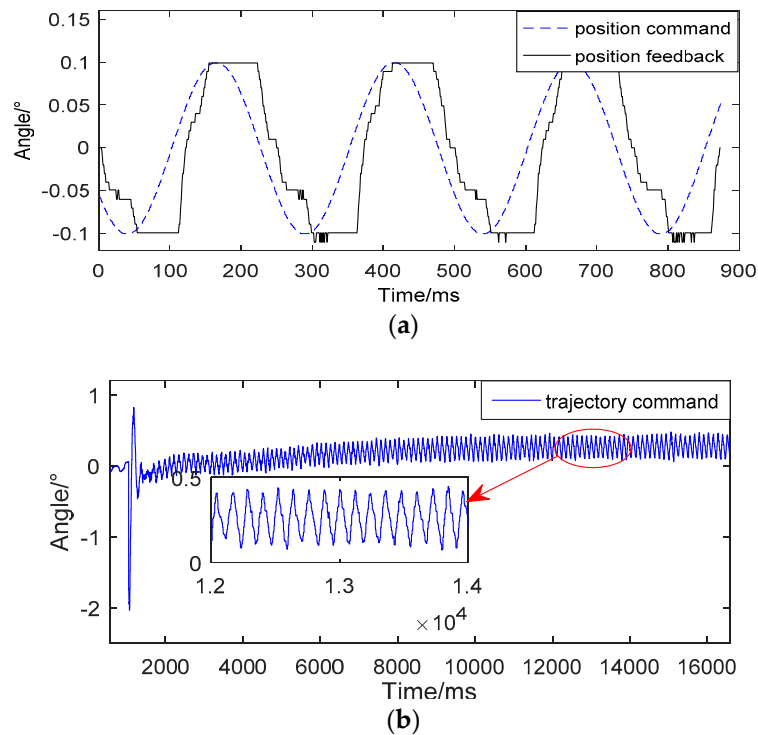 0.15
0.1
0.05
0
-0.05
-0.1
Angle/°
position command
position feedback
0 100 200 300 400 500 600 700 800 900
Time/ms
(a)
1
0
-1
-2
Angle/°
trajectory command
0.5
0
1.2 1.3 1.4
×10⁴
2000 4000 6000 8000 10000 12000 14000 16000
Time/ms
(b)